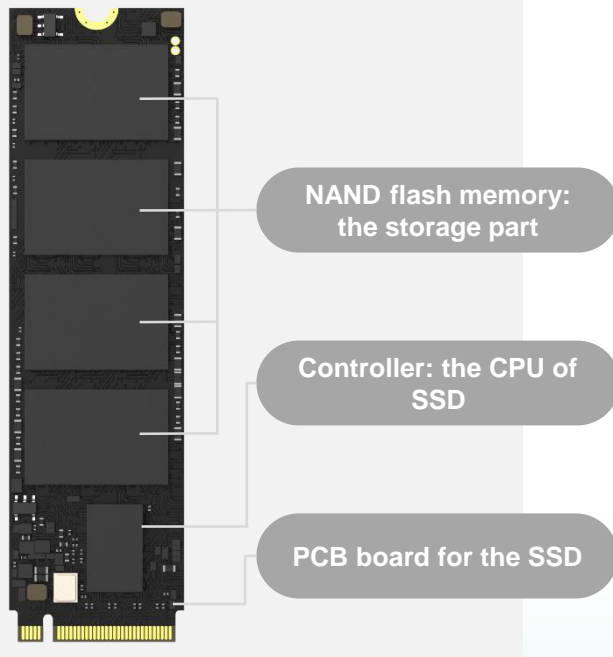 NAND flash memory:
the storage part
Controller: the CPU of
SSD
PCB board for the SSD